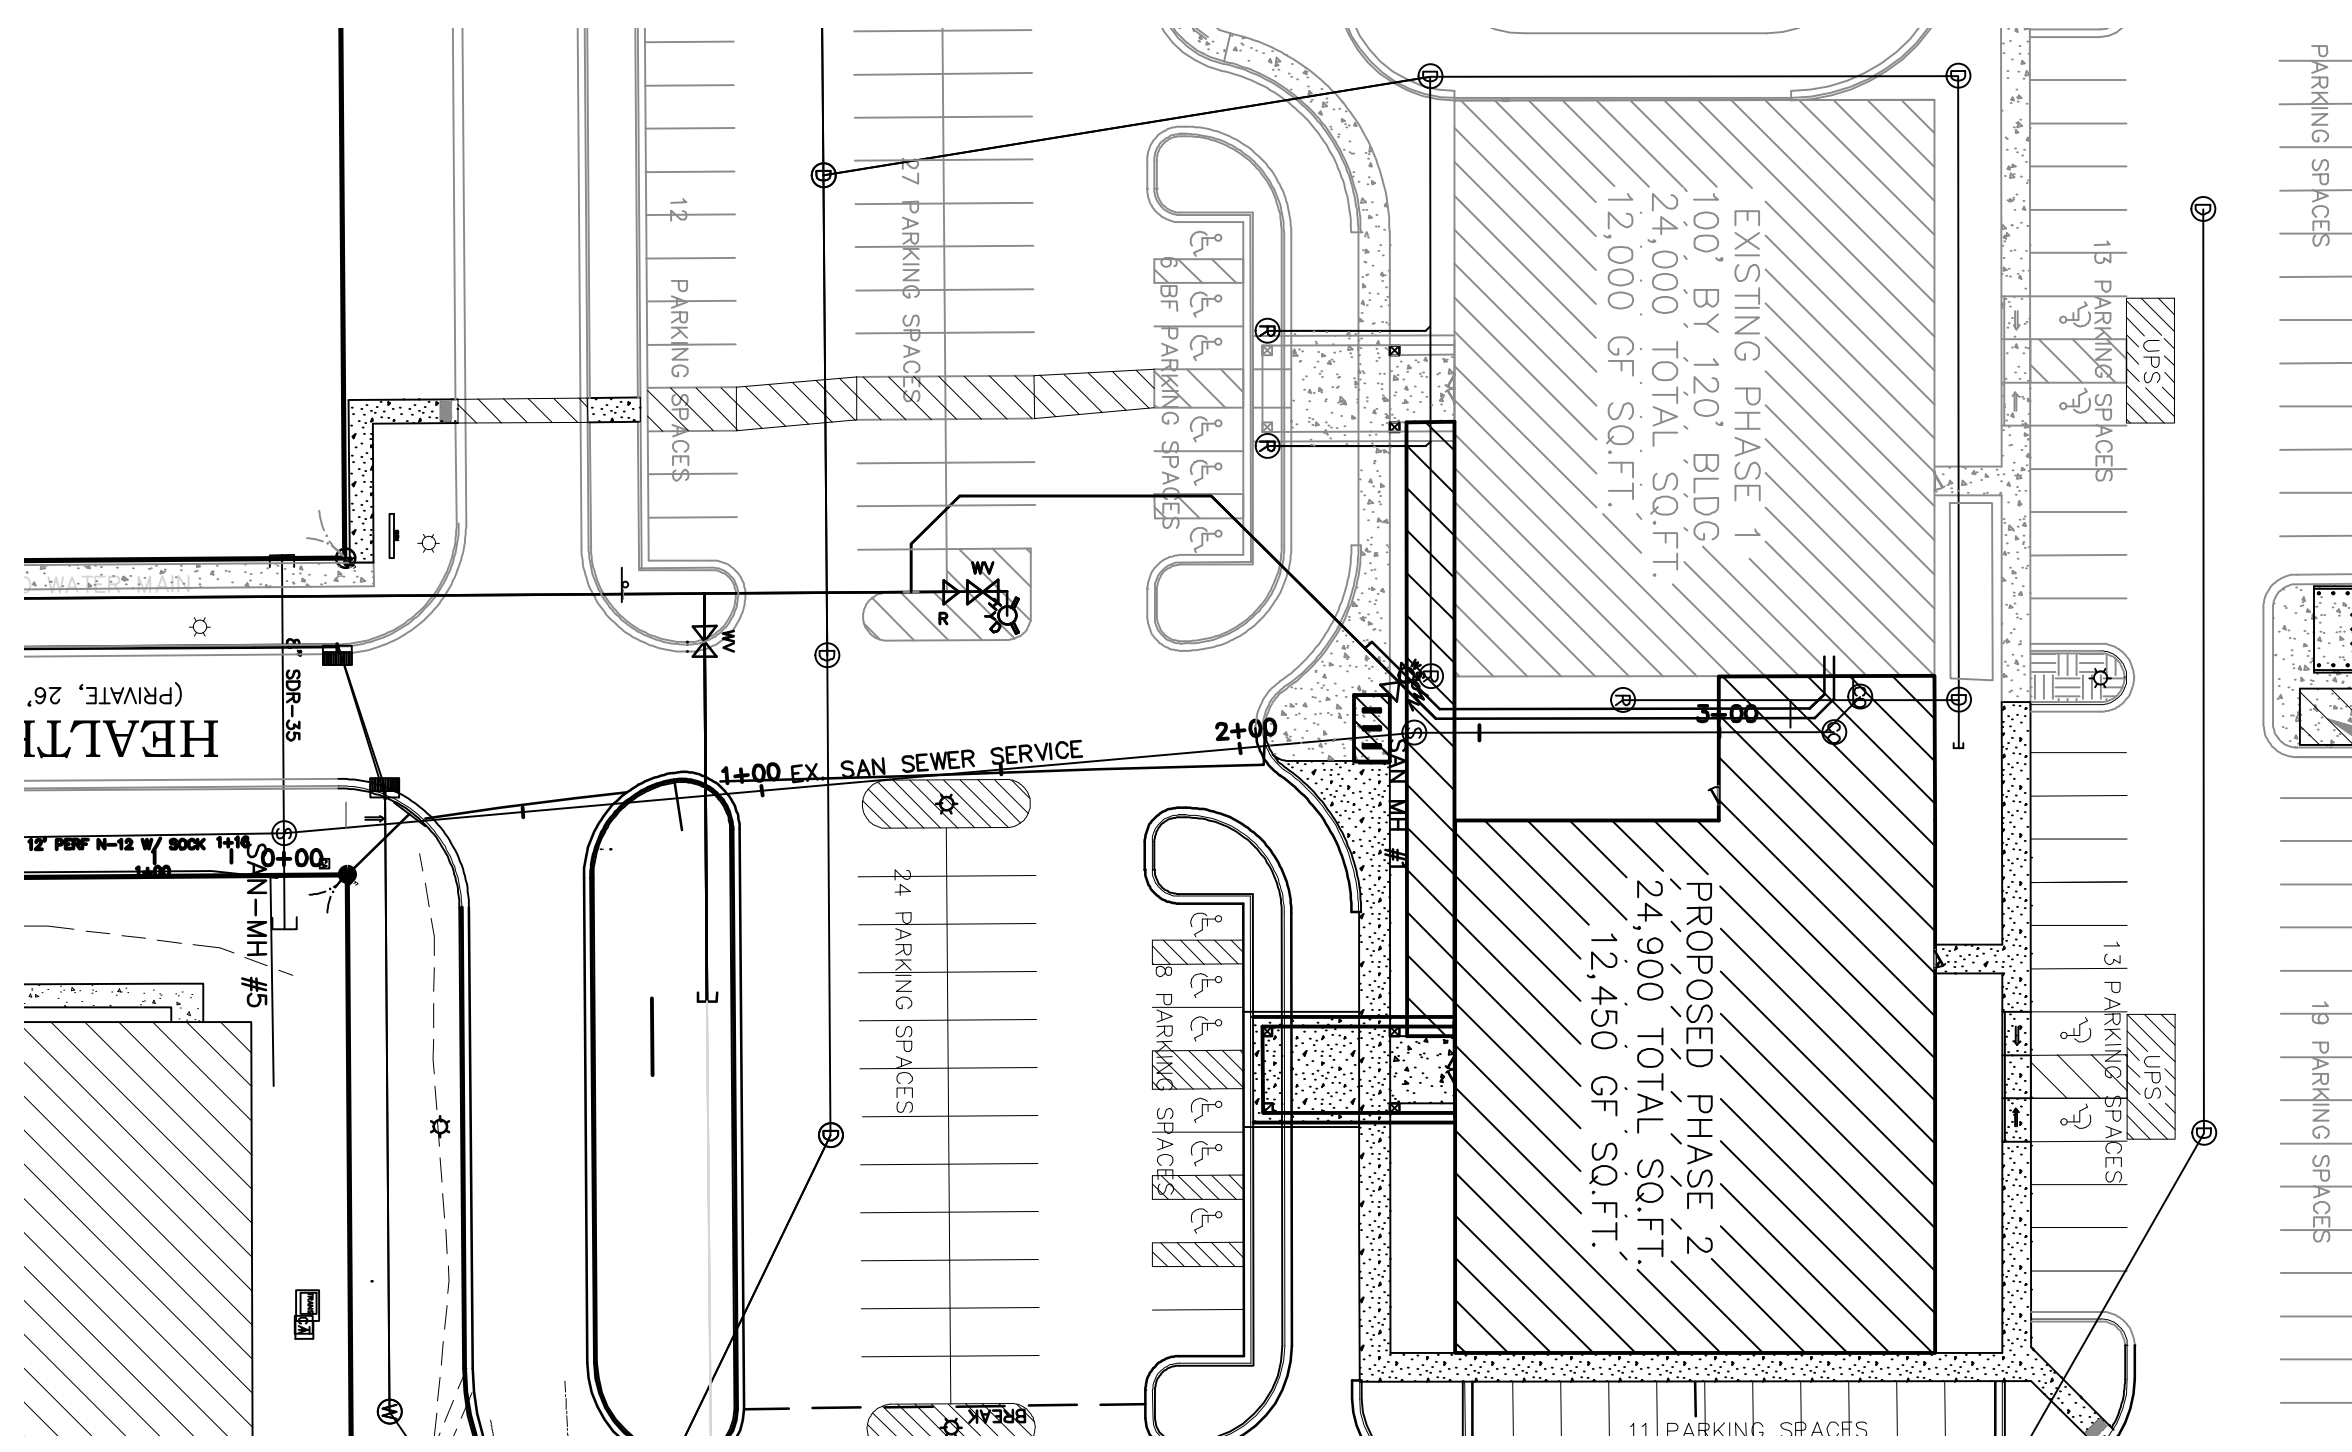 PARKING SPACES
27 PARKING SPACES
12 PARKING SPACES
6 BF PARKING SPACES
EXISTING PHASE 1
100' BY 120' BLDG
24,000 TOTAL SQ.FT.
12,000 GF SQ.FT.
13 PARKING SPACES
UPS
D
D
D
D
R
R
WATER MAIN
WV
R
WV
D
8" SDR-35
(PRIVATE, 26'
HEALTH
R
R
CO
D
3+00
S
CO
2+00
1+00 EX. SAN SEWER SERVICE
SAN MH #1
S
12" PERF N-12 W/ SOCK 1+16
0+00
1+00
SAN-MH #5
24 PARKING SPACES
8 PARKING SPACES
PROPOSED PHASE 2
24,900 TOTAL SQ.FT.
12,450 GF SQ.FT.
13 PARKING SPACES
UPS
19 PARKING SPACES
D
D
W
BREAK
11 PARKING SPACES